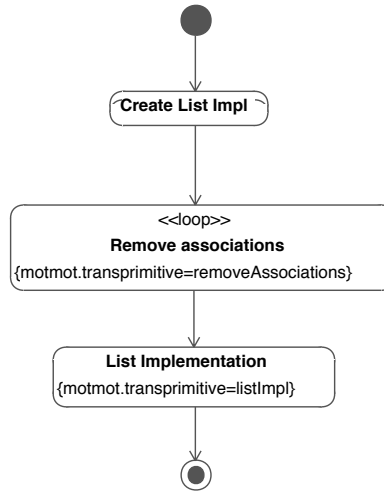 Create List Impl
<<loop>>
Remove associations
{motmot.transprimitive=removeAssociations}
List Implementation
{motmot.transprimitive=listImpl}